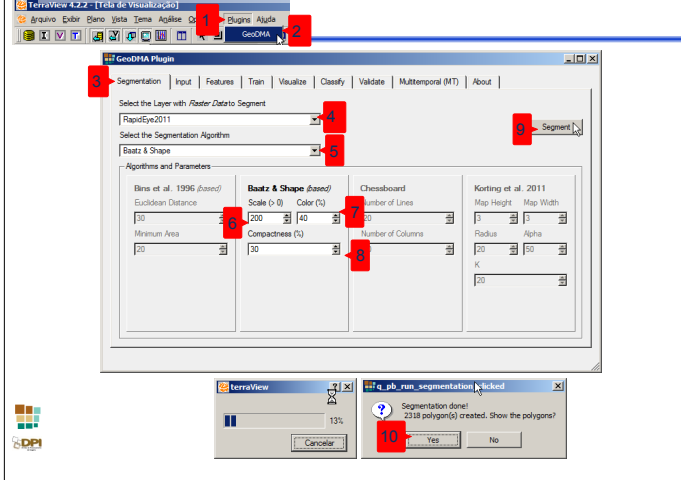 TerraView 4.2.2 - [Tela de Visualização]
Arquivo Exibir Plano Vista Tema Análise 1 Plugins Ajuda
I V T GeoDMA 2
GeoDMA Plugin
3 Segmentation Input Features Train Visualize Classify Validate Multitemporal (MT) About
Select the Layer with Raster Data to Segment
RapidEye2011 4
9 Segment
Select the Segmentation Algorithm
Baatz & Shape 5
Algorithms and Parameters
Bins et al. 1996 (based) Baatz & Shape (based) Chessboard Korting et al. 2011
Euclidean Distance Scale (> 0) Color (%) 7 Number of Lines Map Height Map Width
30 6 200 40 20 3 3
Minimum Area Compactness (%) Number of Columns Radius Alpha
20 30 8 20 50
K
20
terraView
13%
Cancelar
q_pb_run_segmentation_clicked
Segmentation done!
2318 polygon(s) created. Show the polygons?
10 Yes No
DPI